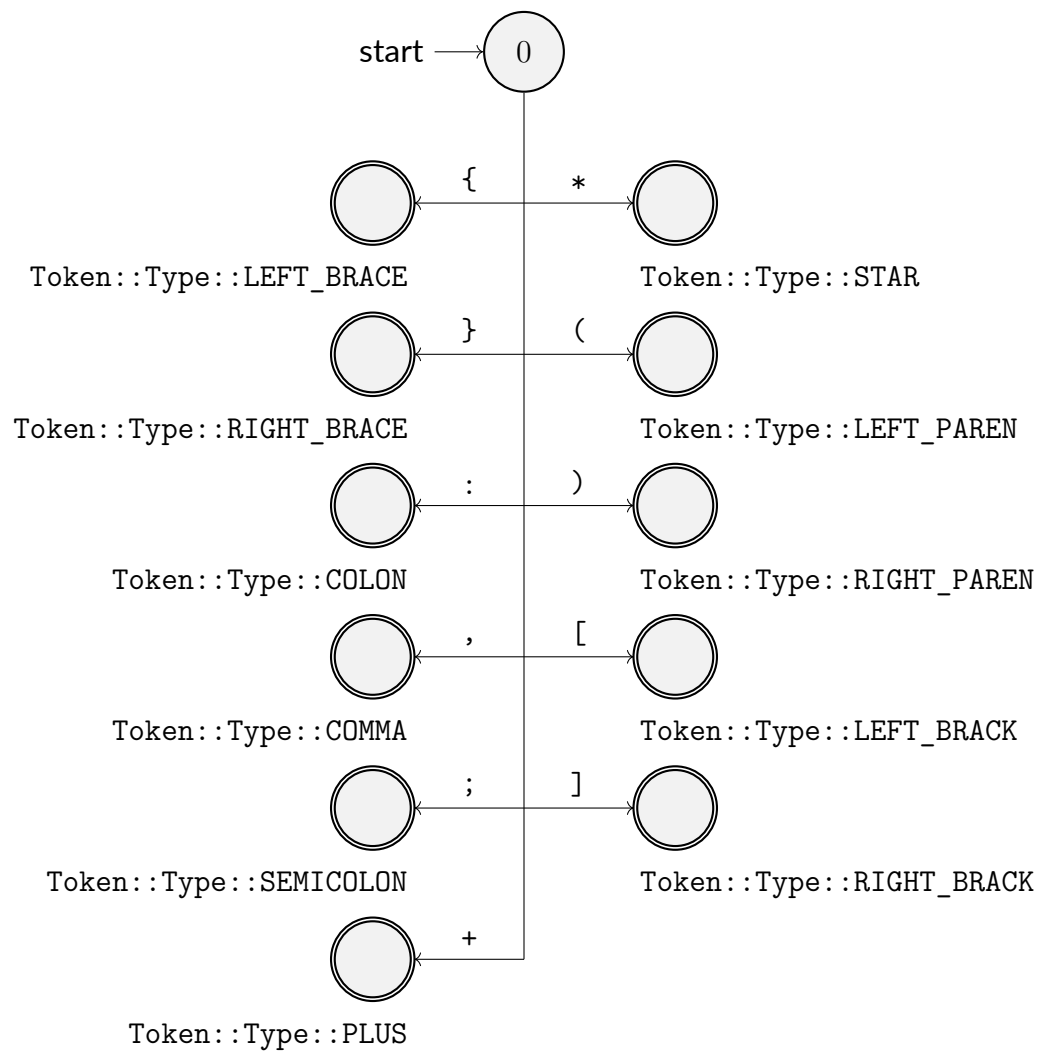 start 0
{ *
Token::Type::LEFT_BRACE Token::Type::STAR
} (
Token::Type::RIGHT_BRACE Token::Type::LEFT_PAREN
: )
Token::Type::COLON Token::Type::RIGHT_PAREN
, [
Token::Type::COMMA Token::Type::LEFT_BRACK
; ]
Token::Type::SEMICOLON Token::Type::RIGHT_BRACK
+
Token::Type::PLUS